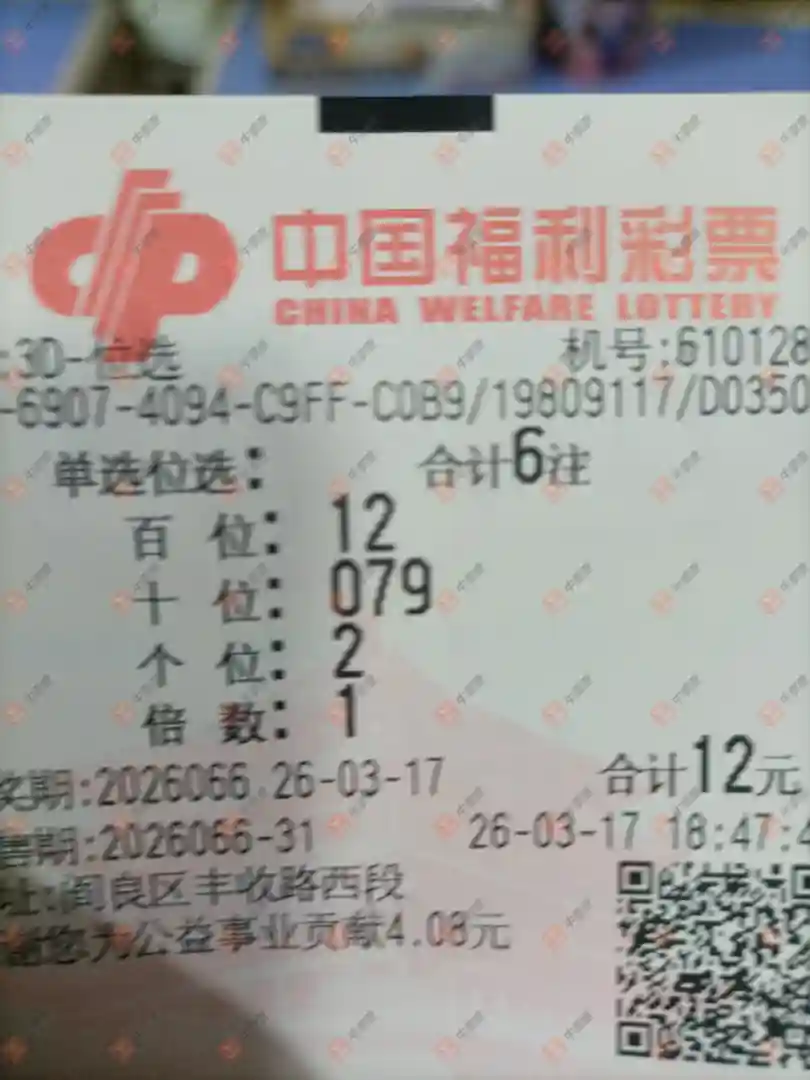 中国福利彩票
CHINA WELFARE LOTTERY
:3D-位选 机号:610128
-6907-4094-C9FF-C0B9/19809117/D0350
单选位选: 合计6注
百 位: 12
十 位: 079
个 位: 2
倍 数: 1
奖期:2026066 26-03-17 合计12元
售期:2026066-31 26-03-17 18:47:4
址:阎良区丰收路西段
谢您为公益事业贡献4.08元